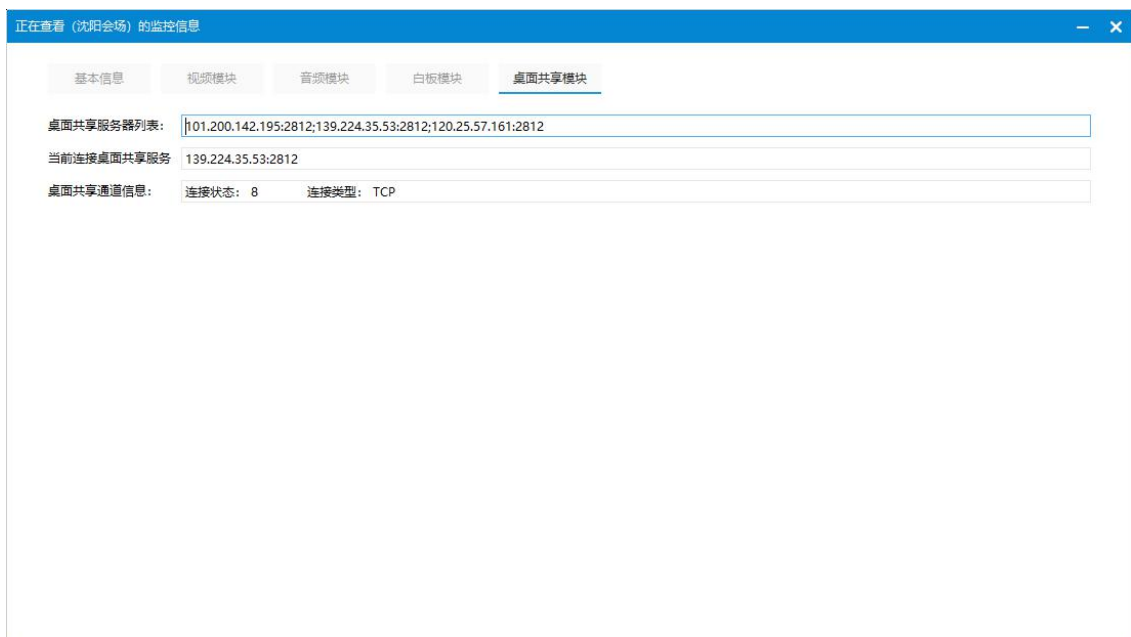 正在查看（沈阳会场）的监控信息
基本信息 视频模块 音频模块 白板模块 桌面共享模块
桌面共享服务器列表： 101.200.142.195:2812;139.224.35.53:2812;120.25.57.161:2812
当前连接桌面共享服务 139.224.35.53:2812
桌面共享通道信息： 连接状态： 8 连接类型： TCP